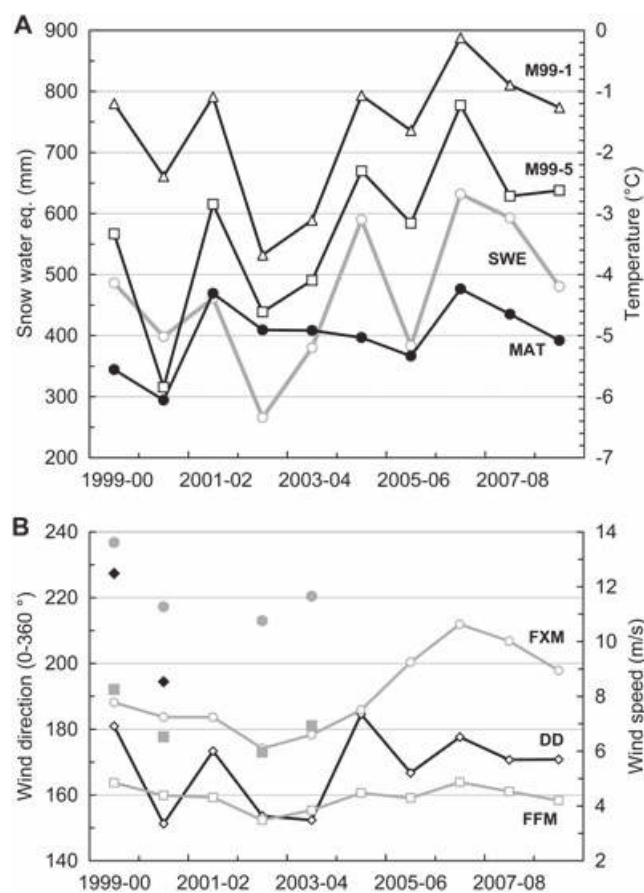 A
Snow water eq. (mm)
900
800
700
600
500
400
300
200
0
-1
-2
-3
-4
-5
-6
-7
Temperature (°C)
M99-1
M99-5
SWE
MAT
1999-00 2001-02 2003-04 2005-06 2007-08
B
Wind direction (0-360 °)
240
220
200
180
160
140
14
12
10
8
6
4
2
Wind speed (m/s)
FXM
DD
FFM
1999-00 2001-02 2003-04 2005-06 2007-08